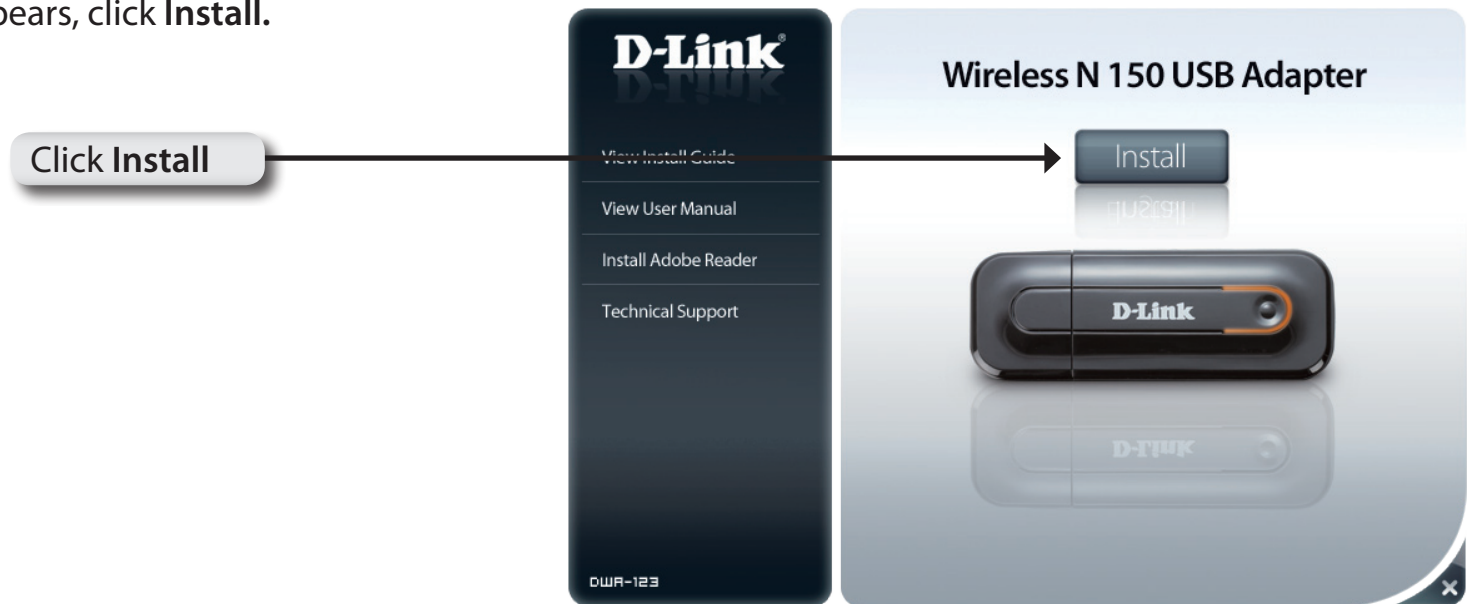 pears, click Install.
Click Install
D-Link®
View Install Guide
View User Manual
Install Adobe Reader
Technical Support
DWA-123
Wireless N 150 USB Adapter
Install
D-Link